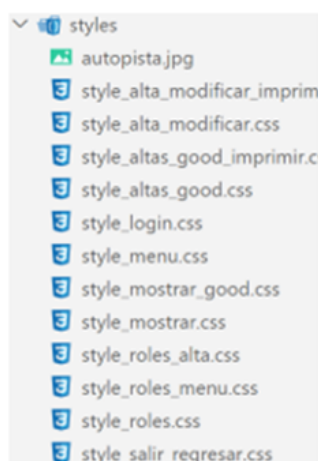 styles
autopista.jpg
style_alta_modificar_imprim
style_alta_modificar.css
style_altas_good_imprimir.c
style_altas_good.css
style_login.css
style_menu.css
style_mostrar_good.css
style_mostrar.css
style_roles_alta.css
style_roles_menu.css
style_roles.css
style_salir_regresar.css